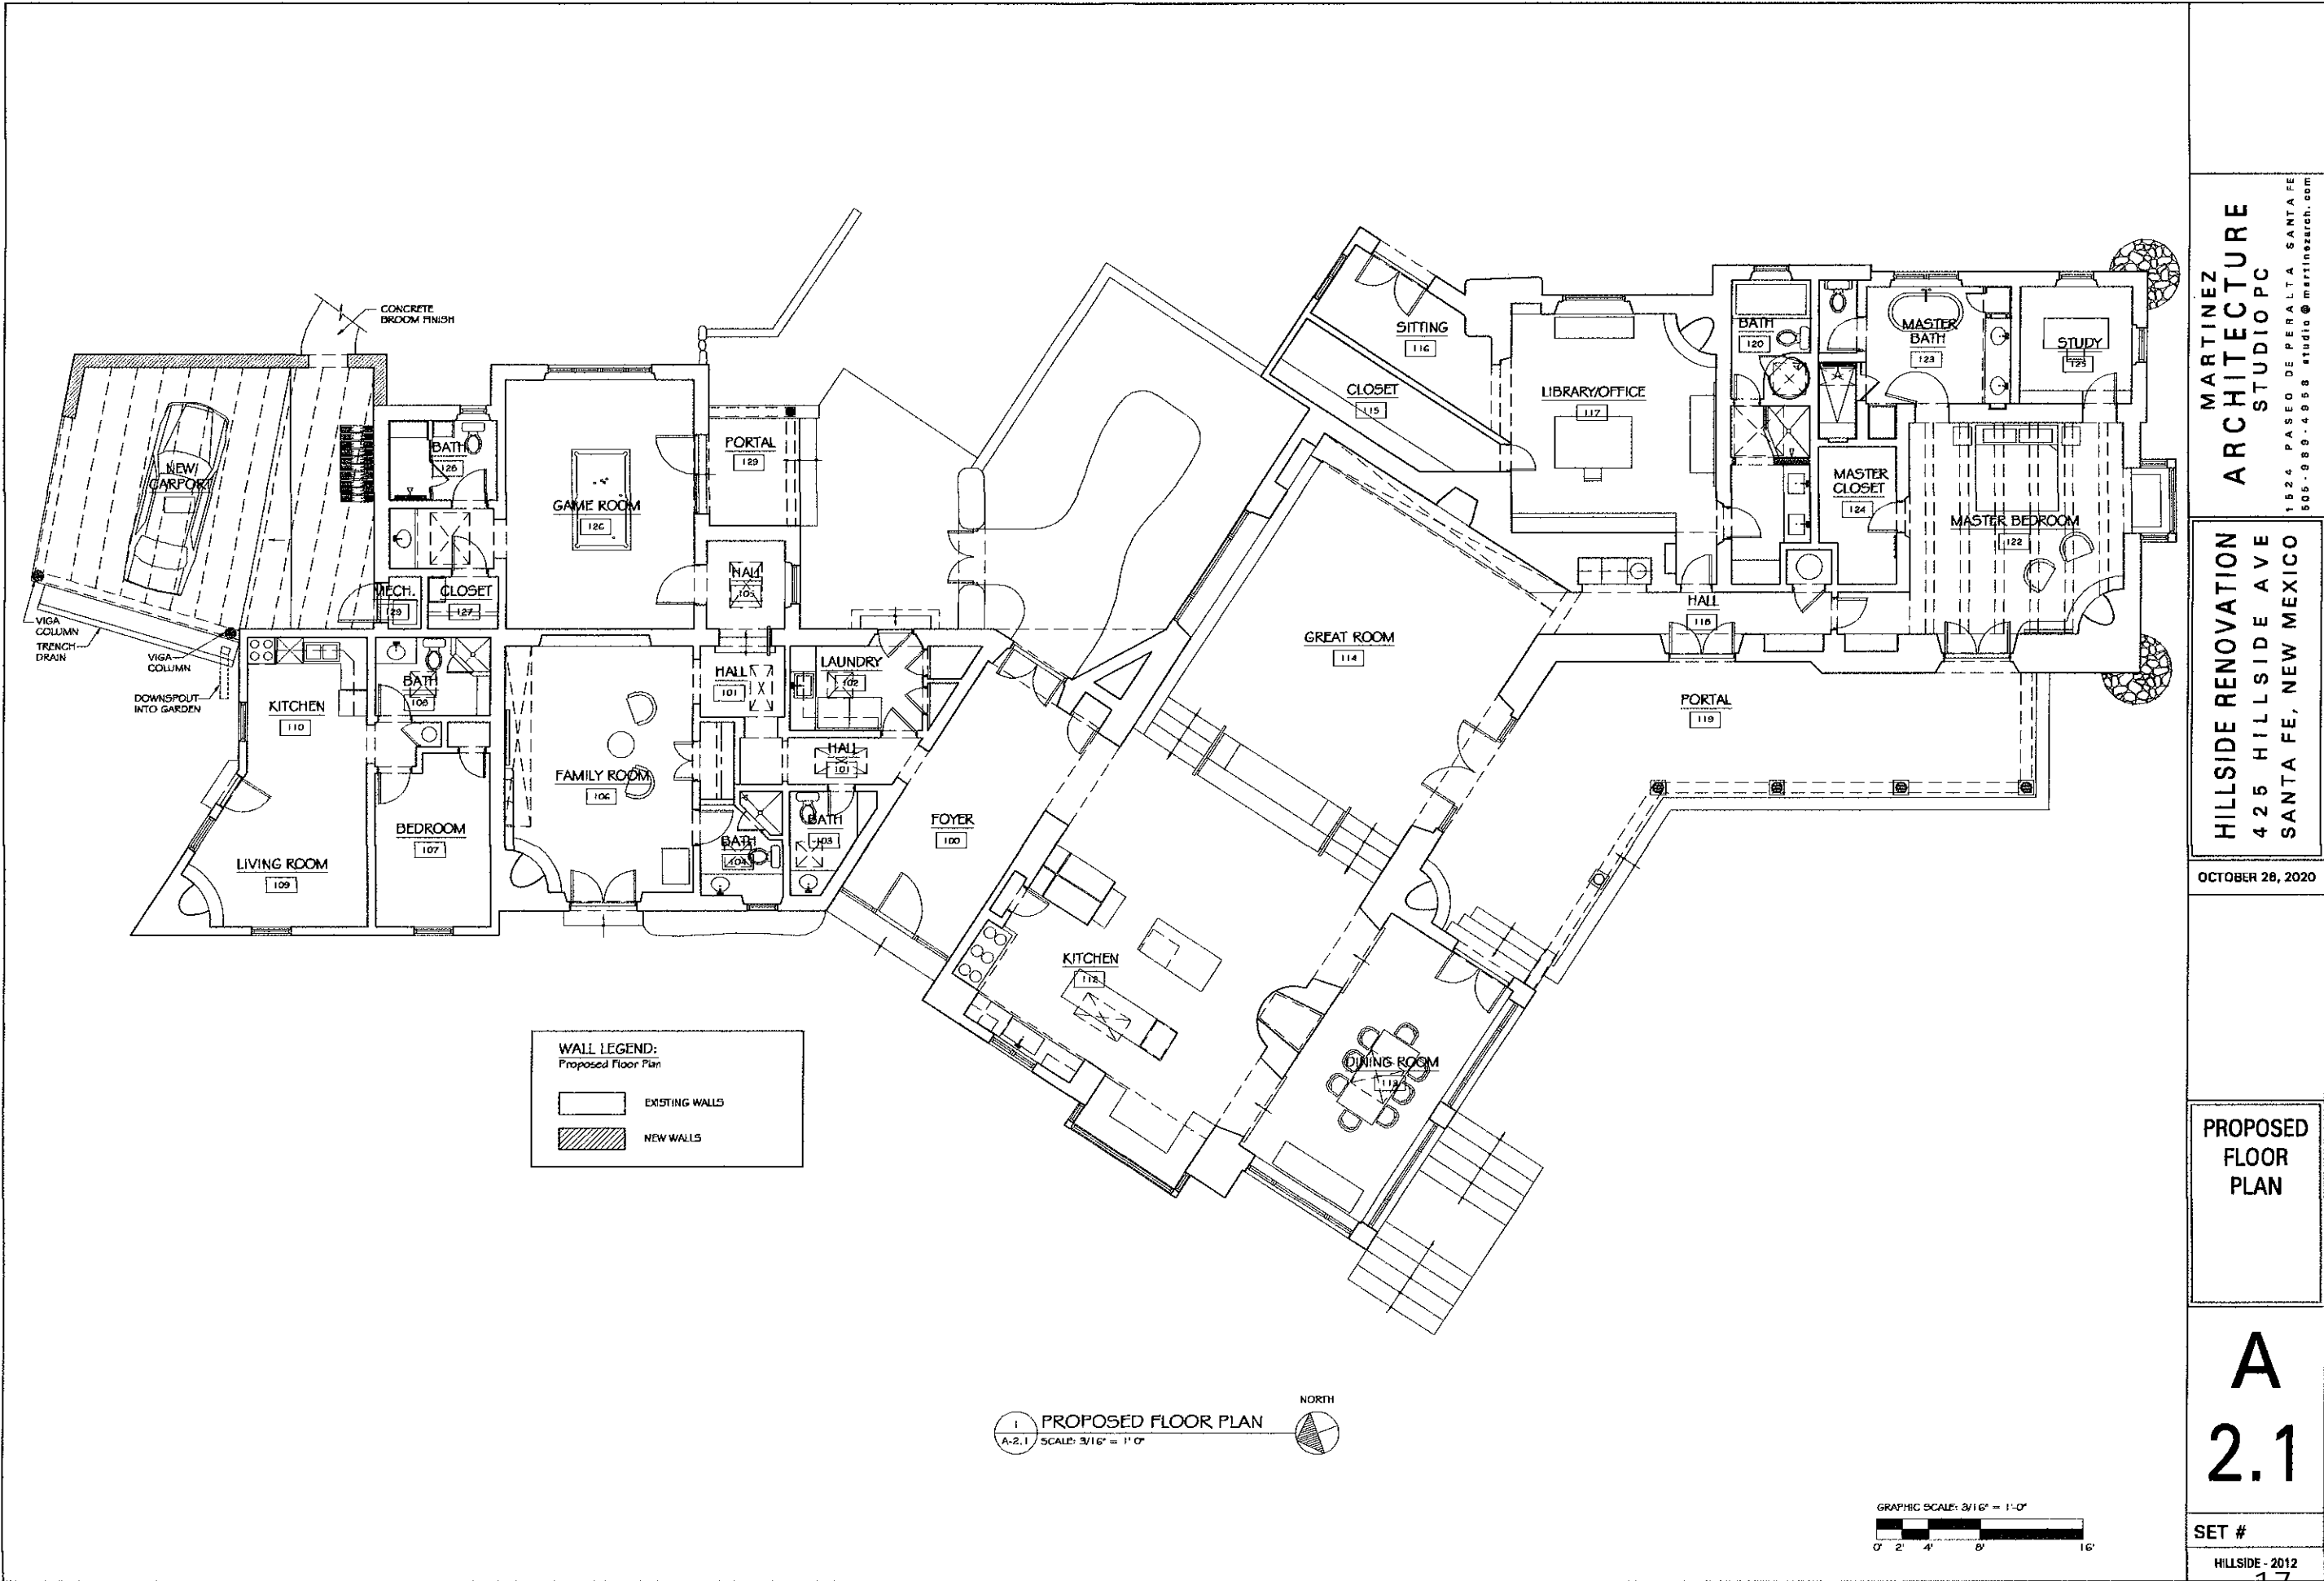 CONCRETE
BROOM FINISH
NEW
CARPORT
VIGA
COLUMN
TRENCH
DRAIN
VIGA
COLUMN
DOWNSPOUT
INTO GARDEN
BATH
128
MECH.
129
CLOSET
127
GAME ROOM
126
PORTAL
129
HALL
105
KITCHEN
110
BATH
108
LIVING ROOM
109
BEDROOM
107
FAMILY ROOM
106
HALL
101
LAUNDRY
102
HALL
101
BATH
104
BATH
103
FOYER
100
KITCHEN
112
DINING ROOM
113
GREAT ROOM
114
SITTING
116
CLOSET
115
LIBRARY/OFFICE
117
BATH
120
MASTER
BATH
123
STUDY
125
MASTER
CLOSET
124
MASTER BEDROOM
122
HALL
118
PORTAL
119
WALL LEGEND:
Proposed Floor Plan
EXISTING WALLS
NEW WALLS
1
A-2.1
PROPOSED FLOOR PLAN
SCALE: 3/16" = 1'0"
NORTH
GRAPHIC SCALE: 3/16" = 1'-0"
0' 2' 4' 8' 16'
MARTINEZ
ARCHITECTURE
STUDIO PC
1524 PASEO DE PERALTA SANTA FE
505-989-4958 studio@martinezarch.com
HILLSIDE RENOVATION
425 HILLSIDE AVE
SANTA FE, NEW MEXICO
OCTOBER 28, 2020
PROPOSED
FLOOR
PLAN
A
2.1
SET #
HILLSIDE - 2012
17